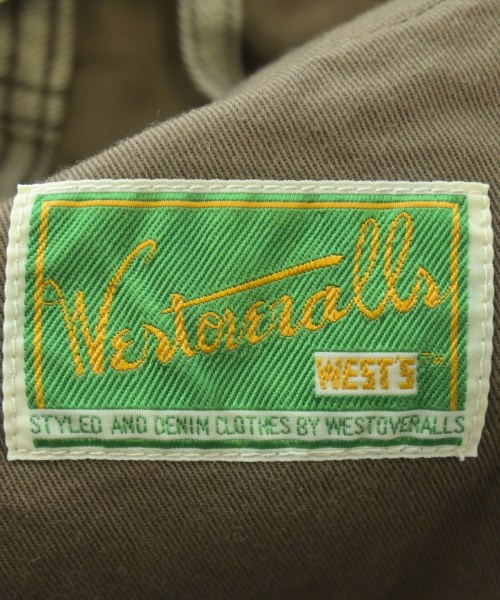 Westoveralls
WEST'S
STYLED AND DENIM CLOTHES BY WESTOVERALLS